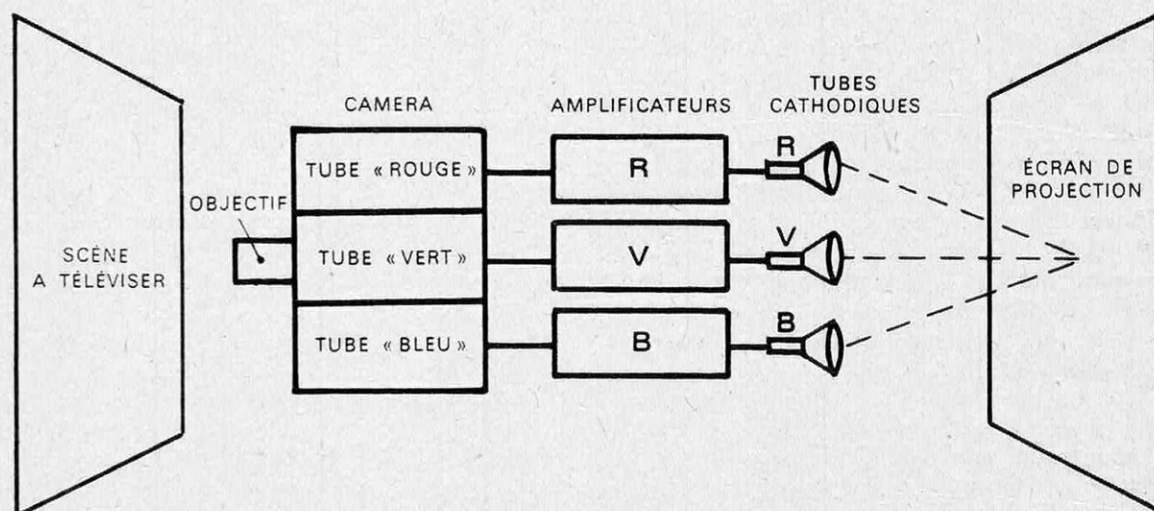 SCÈNE
A TÉLÉVISER
OBJECTIF
CAMERA
TUBE « ROUGE »
TUBE « VERT »
TUBE « BLEU »
AMPLIFICATEURS
R
V
B
TUBES
CATHODIQUES
R
V
B
ÉCRAN DE
PROJECTION